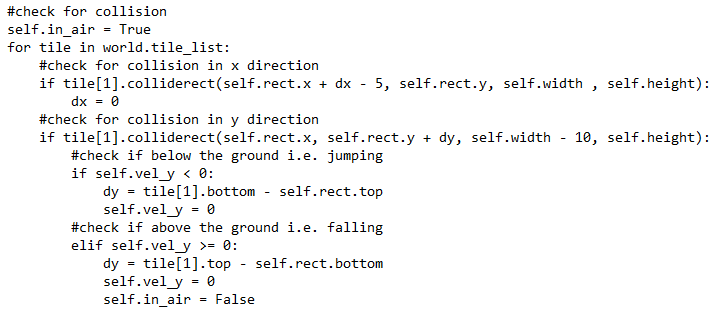 #check for collision
self.in_air = True
for tile in world.tile_list:
    #check for collision in x direction
    if tile[1].colliderect(self.rect.x + dx - 5, self.rect.y, self.width , self.height):
        dx = 0
    #check for collision in y direction
    if tile[1].colliderect(self.rect.x, self.rect.y + dy, self.width - 10, self.height):
        #check if below the ground i.e. jumping
        if self.vel_y < 0:
            dy = tile[1].bottom - self.rect.top
            self.vel_y = 0
        #check if above the ground i.e. falling
        elif self.vel_y >= 0:
            dy = tile[1].top - self.rect.bottom
            self.vel_y = 0
            self.in_air = False